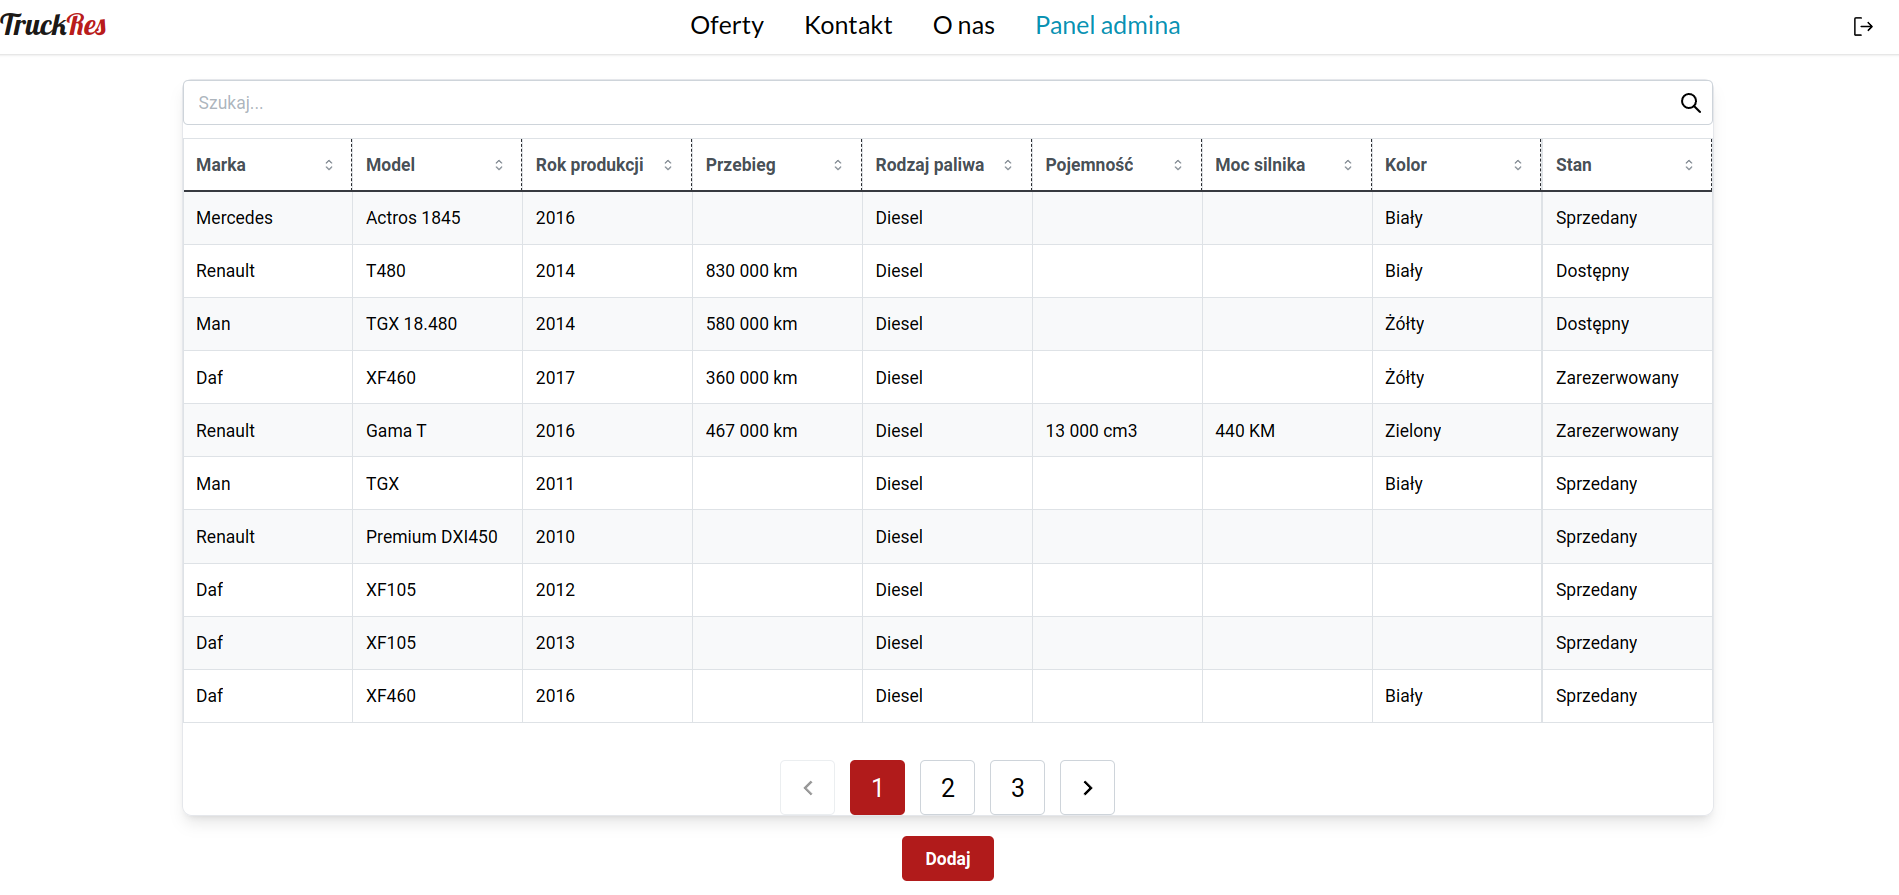 TruckRes Oferty Kontakt O nas Panel admina
Szukaj...
Marka Model Rok produkcji Przebieg Rodzaj paliwa Pojemność Moc silnika Kolor Stan
Mercedes Actros 1845 2016 Diesel Biały Sprzedany
Renault T480 2014 830 000 km Diesel Biały Dostępny
Man TGX 18.480 2014 580 000 km Diesel Żółty Dostępny
Daf XF460 2017 360 000 km Diesel Żółty Zarezerwowany
Renault Gama T 2016 467 000 km Diesel 13 000 cm3 440 KM Zielony Zarezerwowany
Man TGX 2011 Diesel Biały Sprzedany
Renault Premium DXI450 2010 Diesel Sprzedany
Daf XF105 2012 Diesel Sprzedany
Daf XF105 2013 Diesel Sprzedany
Daf XF460 2016 Diesel Biały Sprzedany
1 2 3
Dodaj